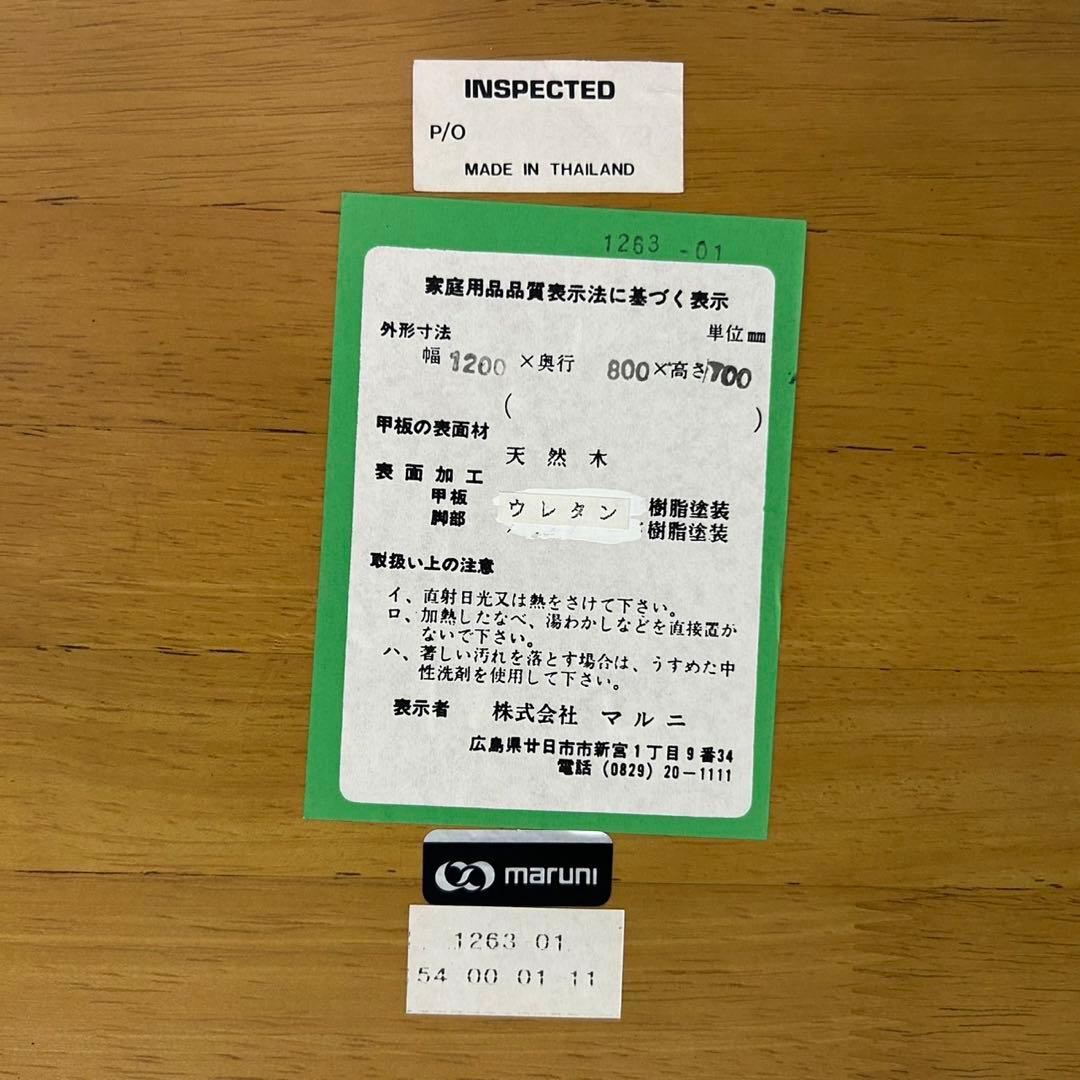 INSPECTED
P/O
MADE IN THAILAND
1263 -01
家庭用品品質表示法に基づく表示
外形寸法 単位mm
幅 1200 ×奥行 800×高さ700
( )
甲板の表面材
天然木
表面加工
甲板 ウレタン 樹脂塗装
脚部 樹脂塗装
取扱い上の注意
イ、直射日光又は熱をさけて下さい。
ロ、加熱したなべ、湯わかしなどを直接置か
ないで下さい。
ハ、著しい汚れを落とす場合は、うすめた中
性洗剤を使用して下さい。
表示者 株式会社 マルニ
広島県廿日市市新宮1丁目9番34
電話(0829)20-1111
maruni
1263 01
54 00 01 11